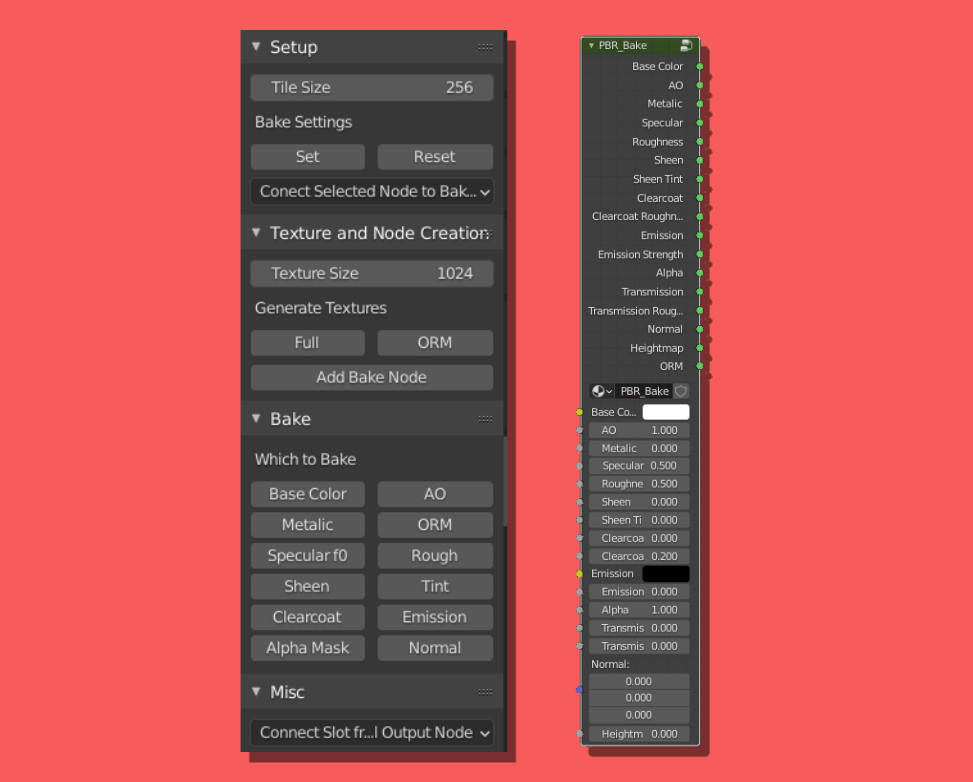 Setup
Tile Size 256
Bake Settings
Set Reset
Conect Selected Node to Bak...
Texture and Node Creation
Texture Size 1024
Generate Textures
Full ORM
Add Bake Node
Bake
Which to Bake
Base Color AO
Metalic ORM
Specular f0 Rough
Sheen Tint
Clearcoat Emission
Alpha Mask Normal
Misc
Connect Slot fr...l Output Node
PBR_Bake
Base Color
AO
Metalic
Specular
Roughness
Sheen
Sheen Tint
Clearcoat
Clearcoat Roughn...
Emission
Emission Strength
Alpha
Transmission
Transmission Roug...
Normal
Heightmap
ORM
PBR_Bake
Base Co...
AO 1.000
Metalic 0.000
Specular 0.500
Roughne 0.500
Sheen 0.000
Sheen Ti 0.000
Clearcoa 0.000
Clearcoa 0.200
Emission
Emission 0.000
Alpha 1.000
Transmis 0.000
Transmis 0.000
Normal:
0.000
0.000
0.000
Heightm 0.000